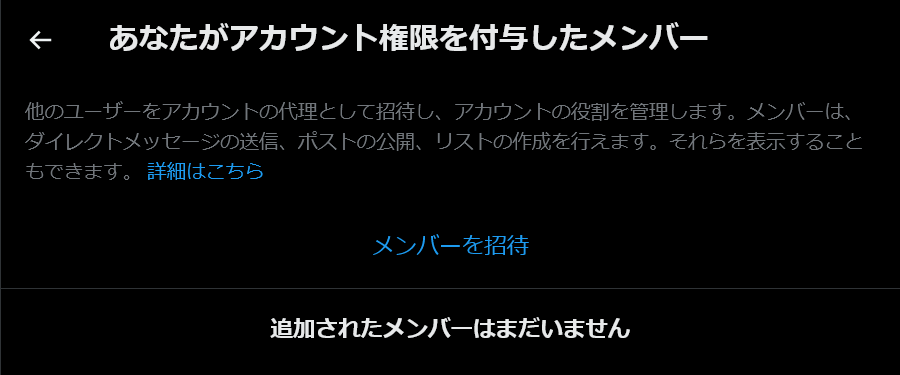 あなたがアカウント権限を付与したメンバー
他のユーザーをアカウントの代理として招待し、アカウントの役割を管理します。メンバーは、
ダイレクトメッセージの送信、ポストの公開、リストの作成を行えます。それらを表示すること
もできます。 詳細はこちら
メンバーを招待
追加されたメンバーはまだいません